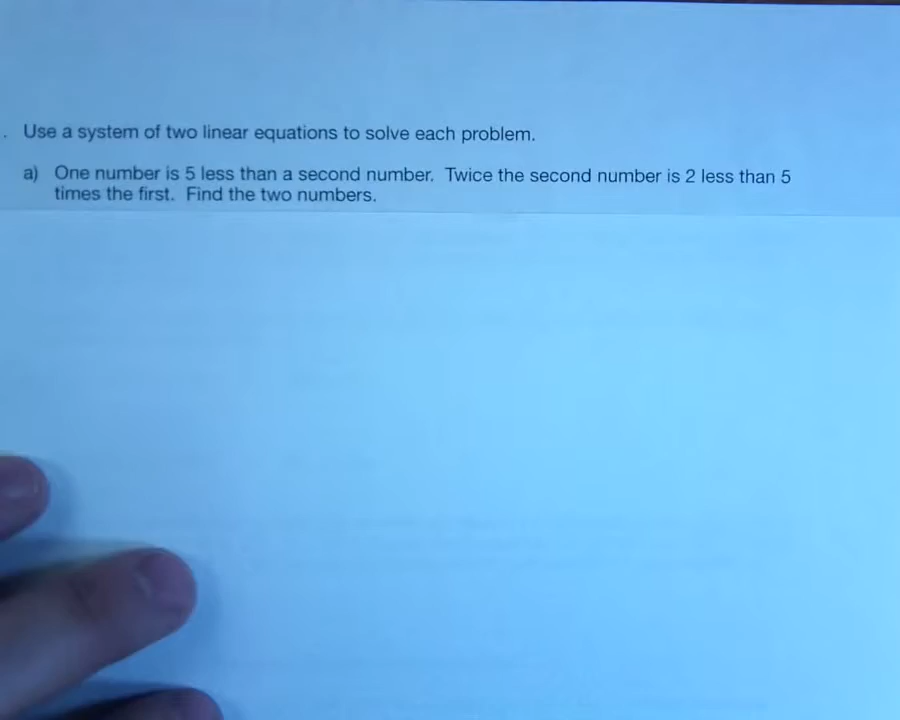 . Use a system of two linear equations to solve each problem.
a) One number is 5 less than a second number. Twice the second number is 2 less than 5
times the first. Find the two numbers.